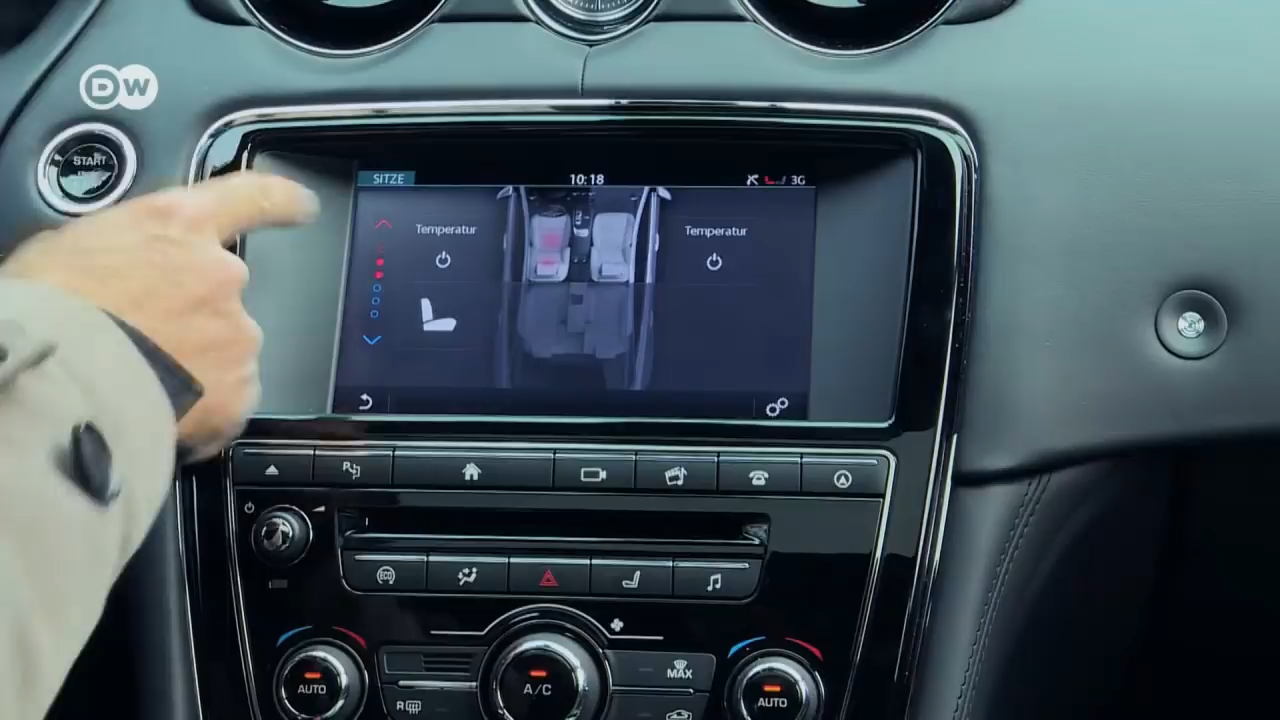 DW
START
SITZE 10:18 3G
Temperatur Temperatur
ECO
MAX
AUTO A/C AUTO
R